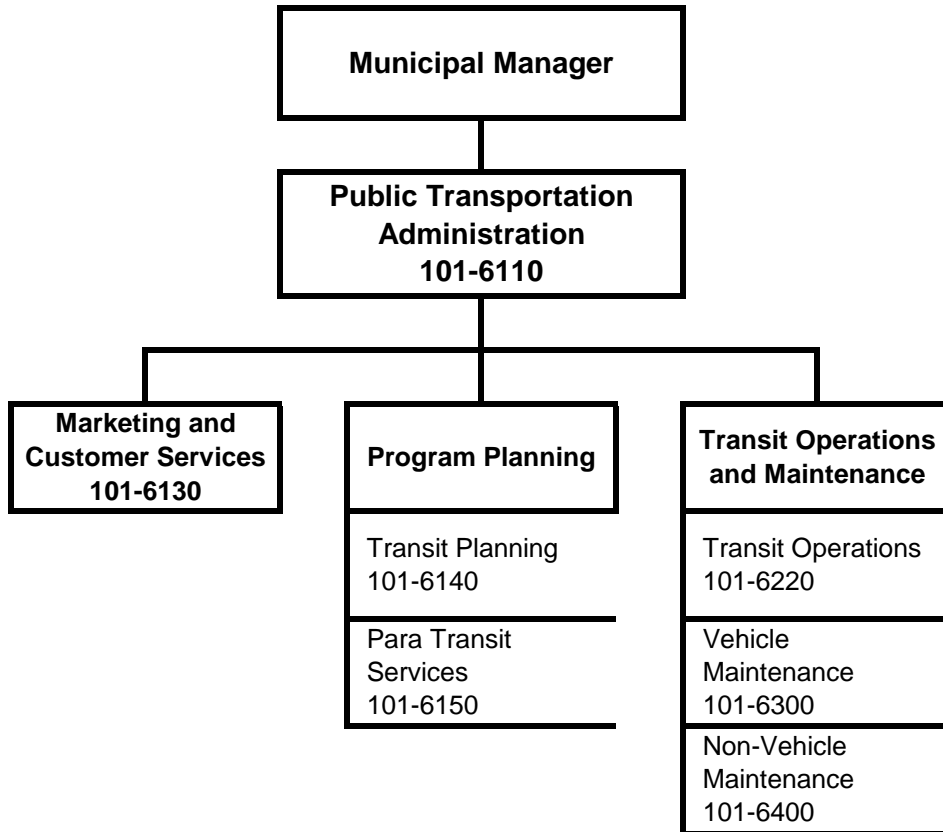 Municipal Manager
Public Transportation
Administration
101-6110
Marketing and
Customer Services
101-6130
Program Planning
Transit Planning
101-6140
Para Transit
Services
101-6150
Transit Operations
and Maintenance
Transit Operations
101-6220
Vehicle
Maintenance
101-6300
Non-Vehicle
Maintenance
101-6400